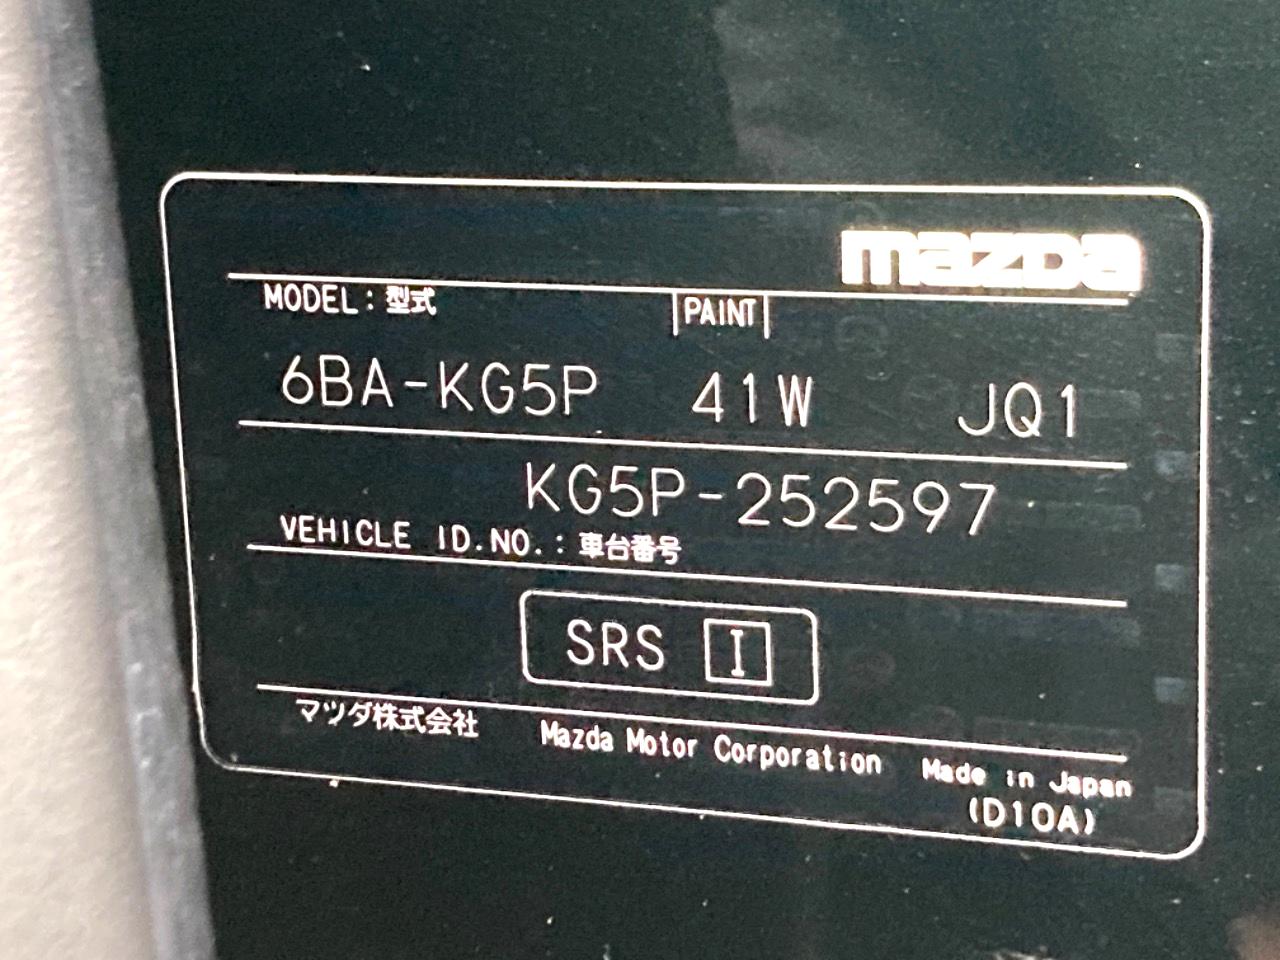 mazda
MODEL：型式 PAINT
6BA-KG5P 41W JQ1
KG5P-252597
VEHICLE ID.NO.：車台番号
SRS I
マツダ株式会社 Mazda Motor Corporation Made in Japan
(D10A)